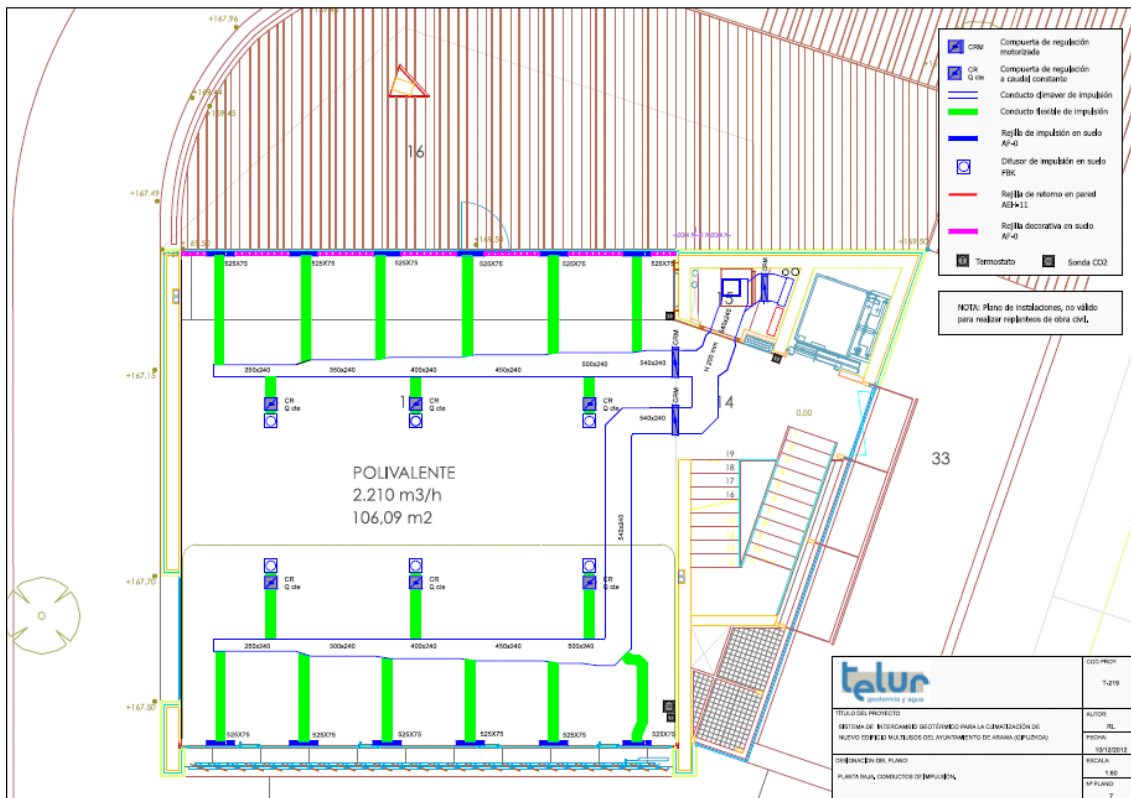 +167.96
+169.44
+169.45
16
+167.49
+169.50
+169.50
CRM
Compuerta de regulación
motorizada
CR
Q cte
Compuerta de regulación
a caudal constante
Conducto climaver de impulsión
Conducto flexible de impulsión
Rejilla de impulsión en suelo
AF-0
Difusor de impulsión en suelo
FBK
Rejilla de retorno en pared
AEH-11
Rejilla decorativa en suelo
AF-0
Termostato
Sonda CO2
NOTA: Plano de instalaciones, no válido
para realizar replanteos de obra civil.
525X75
525X75
525X75
525X75
525X75
525X75
CRM
540x240
H 205 mm
CRM
+167.15
250x240
350x240
400x240
450x240
500x240
540x240
CR
Q cte
1
CR
Q cte
CR
Q cte
CRM
540x240
14
0.00
33
POLIVALENTE
2.210 m3/h
106,09 m2
19
18
17
16
540x240
+167.70
CR
Q cte
CR
Q cte
CR
Q cte
250x240
300x240
400x240
450x240
500x240
+167.50
525X75
525X75
525X75
525X75
525X75
525X75
telur
geotermia y agua
COD PROY
T-219
TÍTULO DEL PROYECTO
SISTEMA DE INTERCAMBIO GEOTÉRMICO PARA LA CLIMATIZACIÓN DE
NUEVO EDIFICIO MULTIUSOS DEL AYUNTAMIENTO DE ARAMA (GIPUZKOA)
AUTOR:
RL
FECHA:
10/12/2012
DESIGNACIÓN DEL PLANO:
PLANTA BAJA, CONDUCTOS DE IMPULSIÓN.
ESCALA:
1:60
Nº PLANO:
7